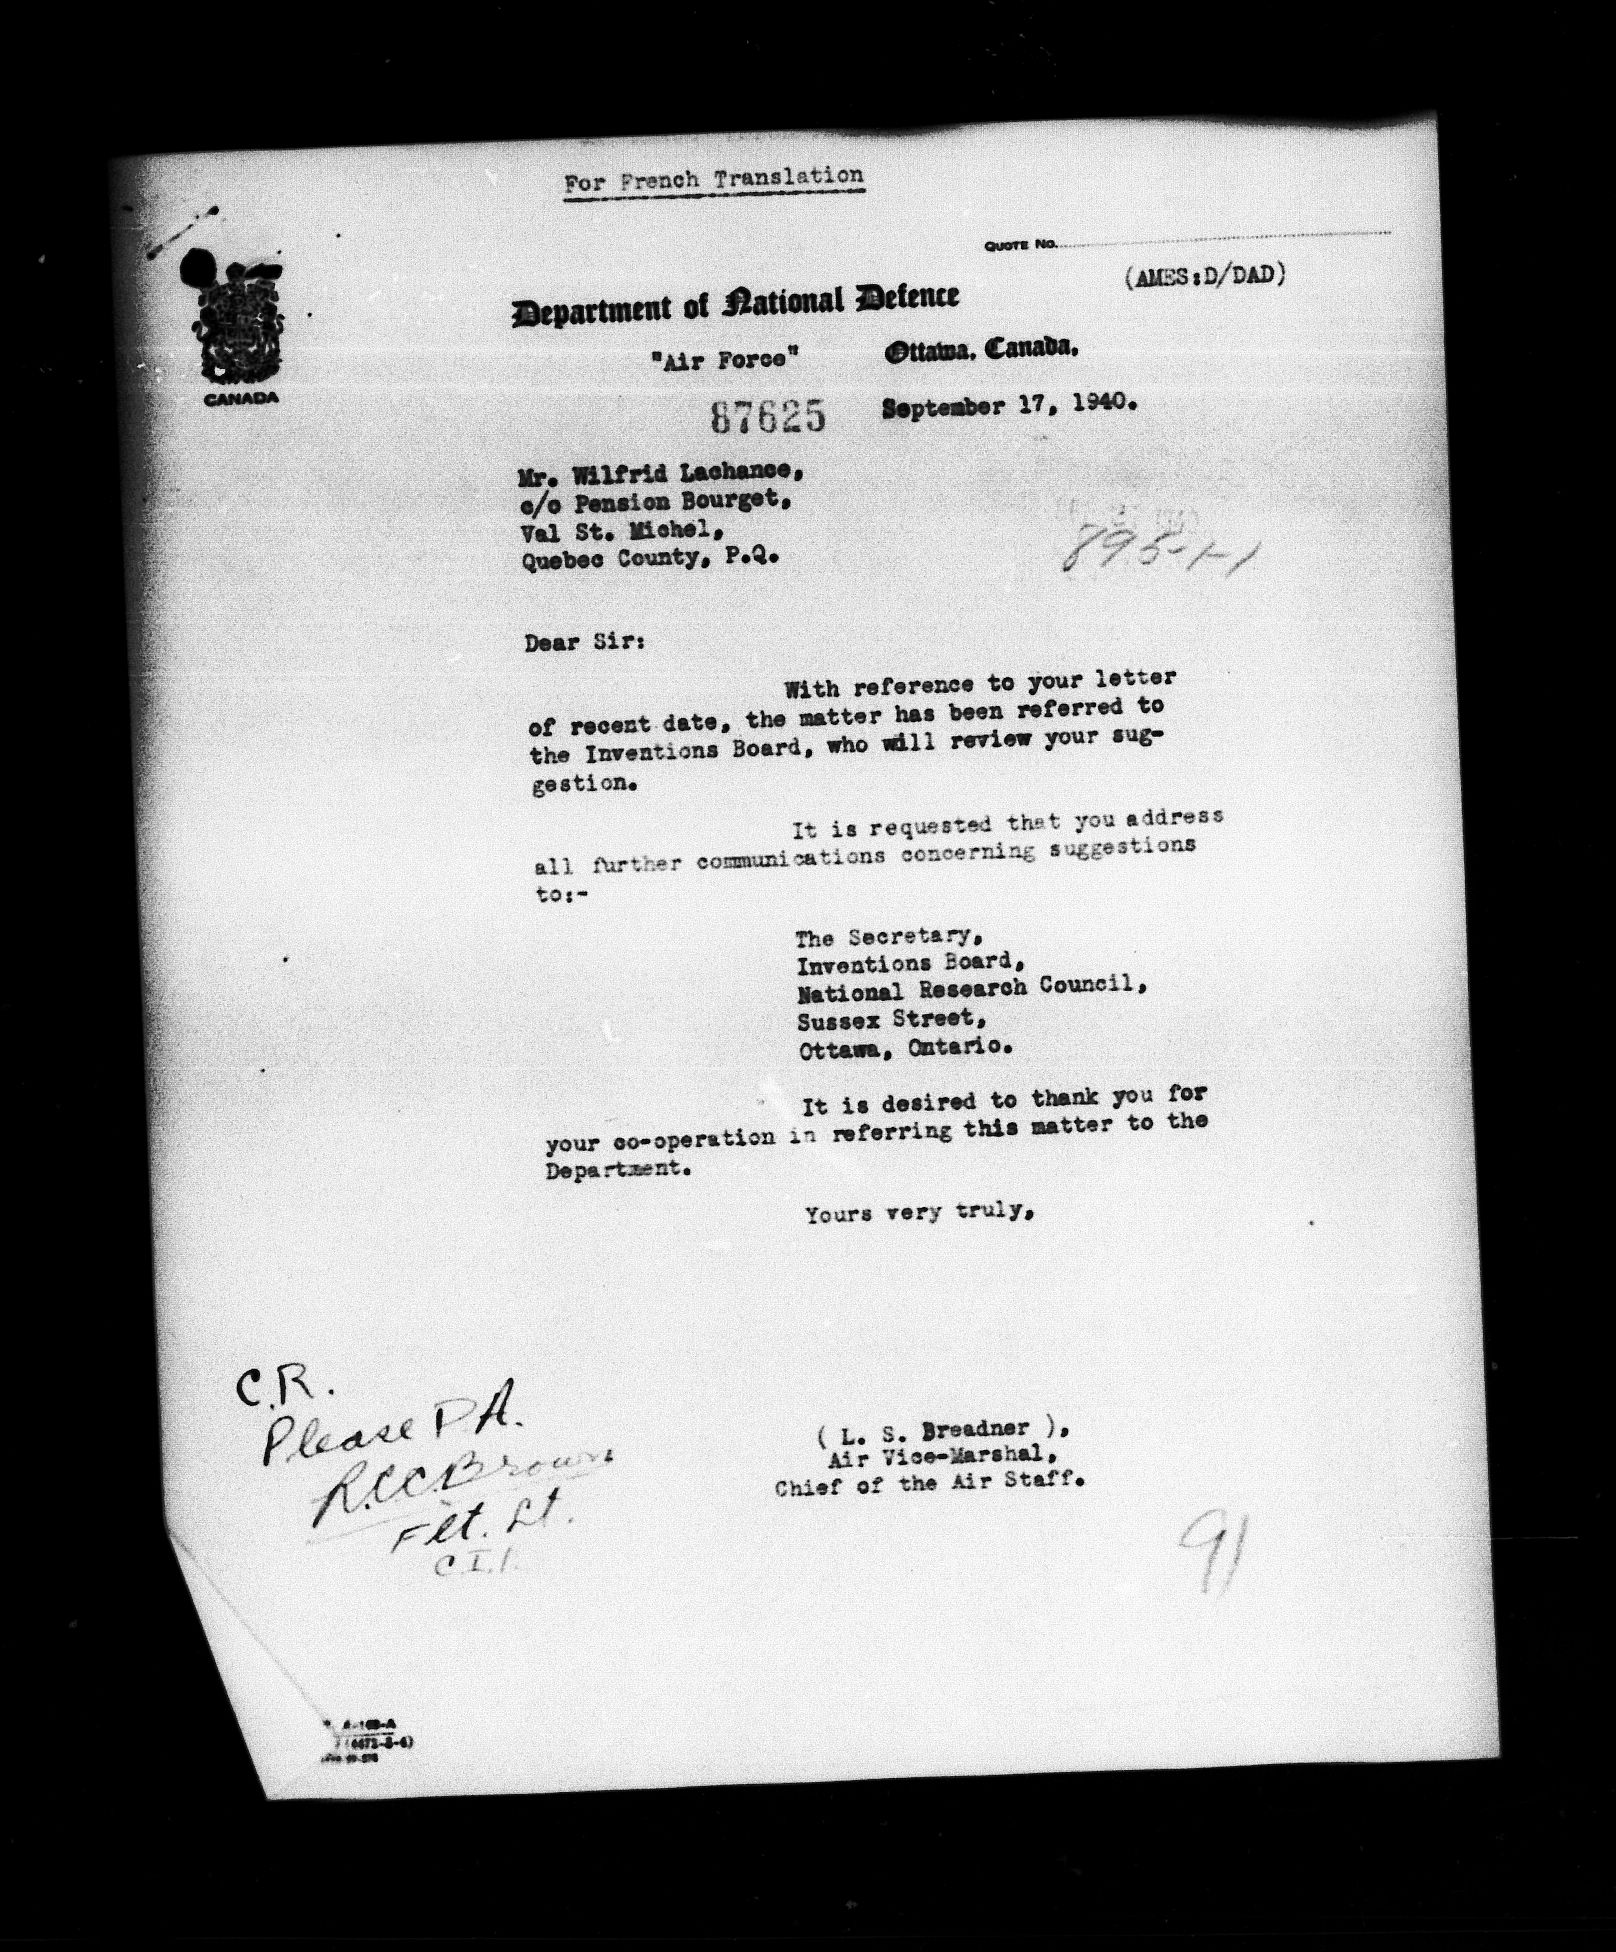 For French Translation
QUOTE No.
(AMES:D/DAD)
Department of National Defence
"Air Force" Ottawa, Canada,
CANADA
87625 September 17, 1940.
Mr. Wilfrid Lachance,
c/o Pension Bourget,
Val St. Michel,
Quebec County, P.Q.
795-1-1
Dear Sir:
With reference to your letter
of recent date, the matter has been referred to
the Inventions Board, who will review your sug-
gestion.
It is requested that you address
all further communications concerning suggestions
to:-
The Secretary,
Inventions Board,
National Research Council,
Sussex Street,
Ottawa, Ontario.
It is desired to thank you for
your co-operation in referring this matter to the
Department.
Yours very truly,
C.R.
Please P.A.
R.C.C. Brown
Flt. Lt.
C.I.1.
( L. S. Breadner ),
Air Vice-Marshal,
Chief of the Air Staff.
91